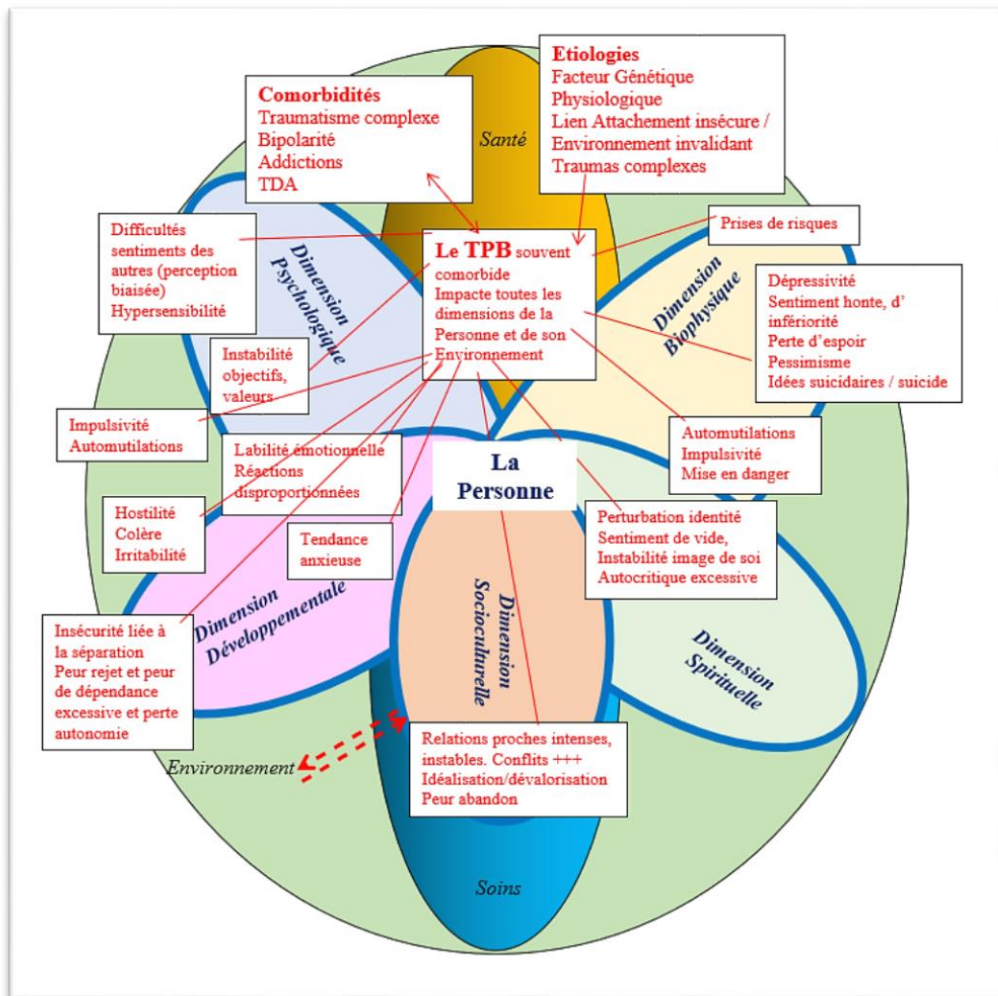 Comorbidités
Traumatisme complexe
Bipolarité
Addictions
TDA
Santé
Etiologies
Facteur Génétique
Physiologique
Lien Attachement insécure /
Environnement invalidant
Traumas complexes
Difficultés
sentiments des
autres (perception
biaisée)
Hypersensibilité
Dimension
Psychologique
Le TPB souvent
comorbide
Impacte toutes les
dimensions de la
Personne et de son
Environnement
Prises de risques
Dimension
Biophysique
Dépressivité
Sentiment honte, d’
infériorité
Perte d’espoir
Pessimisme
Idées suicidaires / suicide
Instabilité
objectifs,
valeurs
Impulsivité
Automutilations
Labilité émotionnelle
Réactions
disproportionnées
La
Personne
Automutilations
Impulsivité
Mise en danger
Hostilité
Colère
Irritabilité
Tendance
anxieuse
Perturbation identité
Sentiment de vide,
Instabilité image de soi
Autocritique excessive
Dimension
Développementale
Dimension
Socioculturelle
Dimension
Spirituelle
Insécurité liée à
la séparation
Peur rejet et peur
de dépendance
excessive et perte
autonomie
Environnement
Relations proches intenses,
instables. Conflits +++
Idéalisation/dévalorisation
Peur abandon
Soins